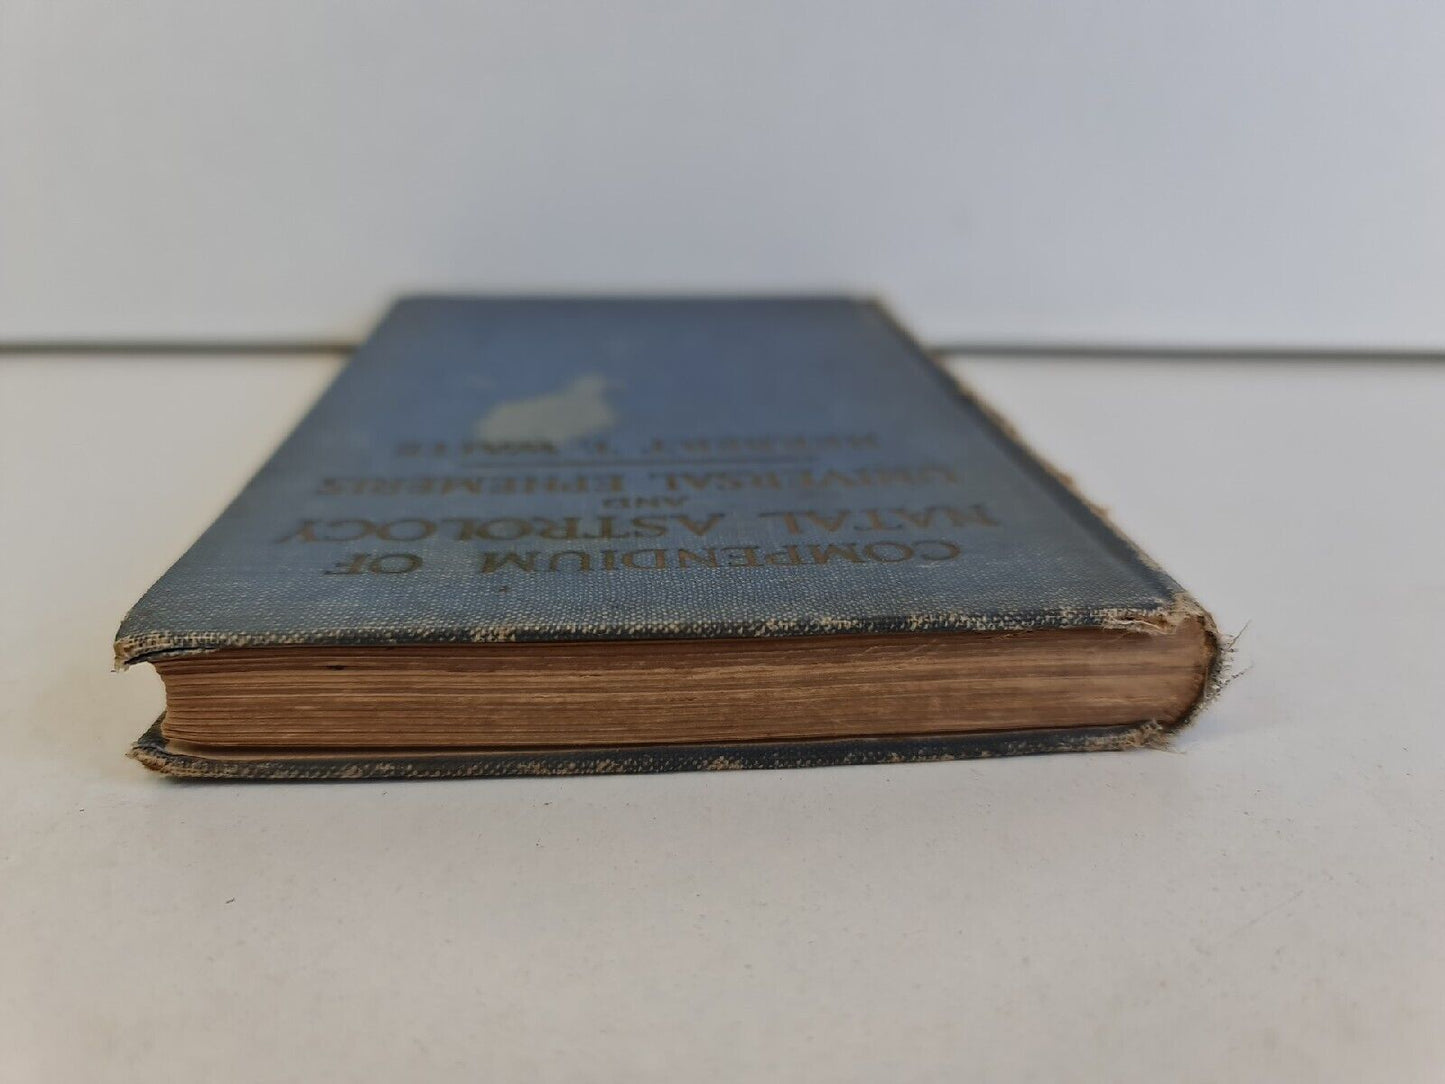 COMPENDIUM OF
NATAL ASTROLOGY
AND
UNIVERSAL EPHEMERIS
HERBERT T. WAITE